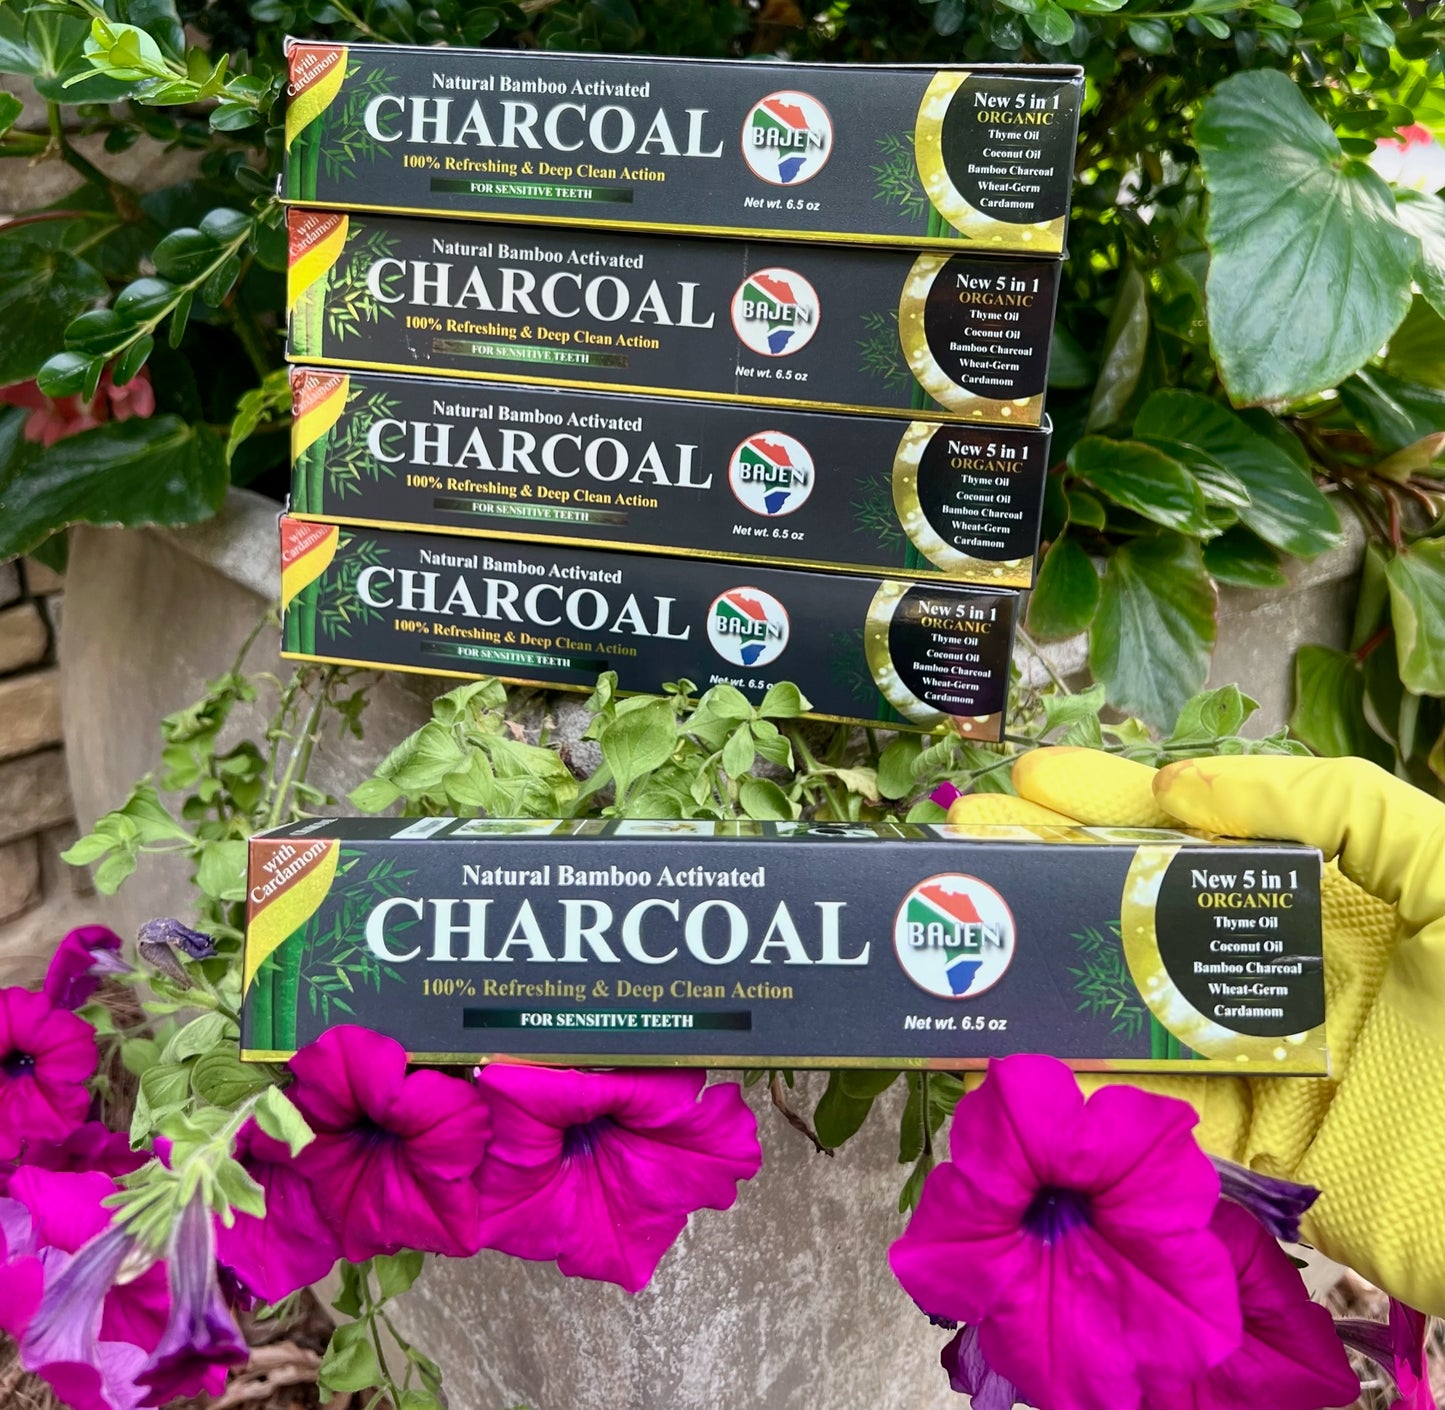 with
Cardamom
Natural Bamboo Activated
CHARCOAL
100% Refreshing & Deep Clean Action
FOR SENSITIVE TEETH
BAJEN
Net wt. 6.5 oz
New 5 in 1
ORGANIC
Thyme Oil
Coconut Oil
Bamboo Charcoal
Wheat-Germ
Cardamom
with
Cardamom
Natural Bamboo Activated
CHARCOAL
100% Refreshing & Deep Clean Action
FOR SENSITIVE TEETH
BAJEN
Net wt. 6.5 oz
New 5 in 1
ORGANIC
Thyme Oil
Coconut Oil
Bamboo Charcoal
Wheat-Germ
Cardamom
with
Cardamom
Natural Bamboo Activated
CHARCOAL
100% Refreshing & Deep Clean Action
FOR SENSITIVE TEETH
BAJEN
Net wt. 6.5 oz
New 5 in 1
ORGANIC
Thyme Oil
Coconut Oil
Bamboo Charcoal
Wheat-Germ
Cardamom
with
Cardamom
Natural Bamboo Activated
CHARCOAL
100% Refreshing & Deep Clean Action
FOR SENSITIVE TEETH
BAJEN
Net wt. 6.5
New 5 in 1
ORGANIC
Thyme Oil
Coconut Oil
Bamboo Charcoal
Wheat-Germ
Cardamom
with
Cardamom
Natural Bamboo Activated
CHARCOAL
100% Refreshing & Deep Clean Action
FOR SENSITIVE TEETH
BAJEN
Net wt. 6.5 oz
New 5 in 1
ORGANIC
Thyme Oil
Coconut Oil
Bamboo Charcoal
Wheat-Germ
Cardamom